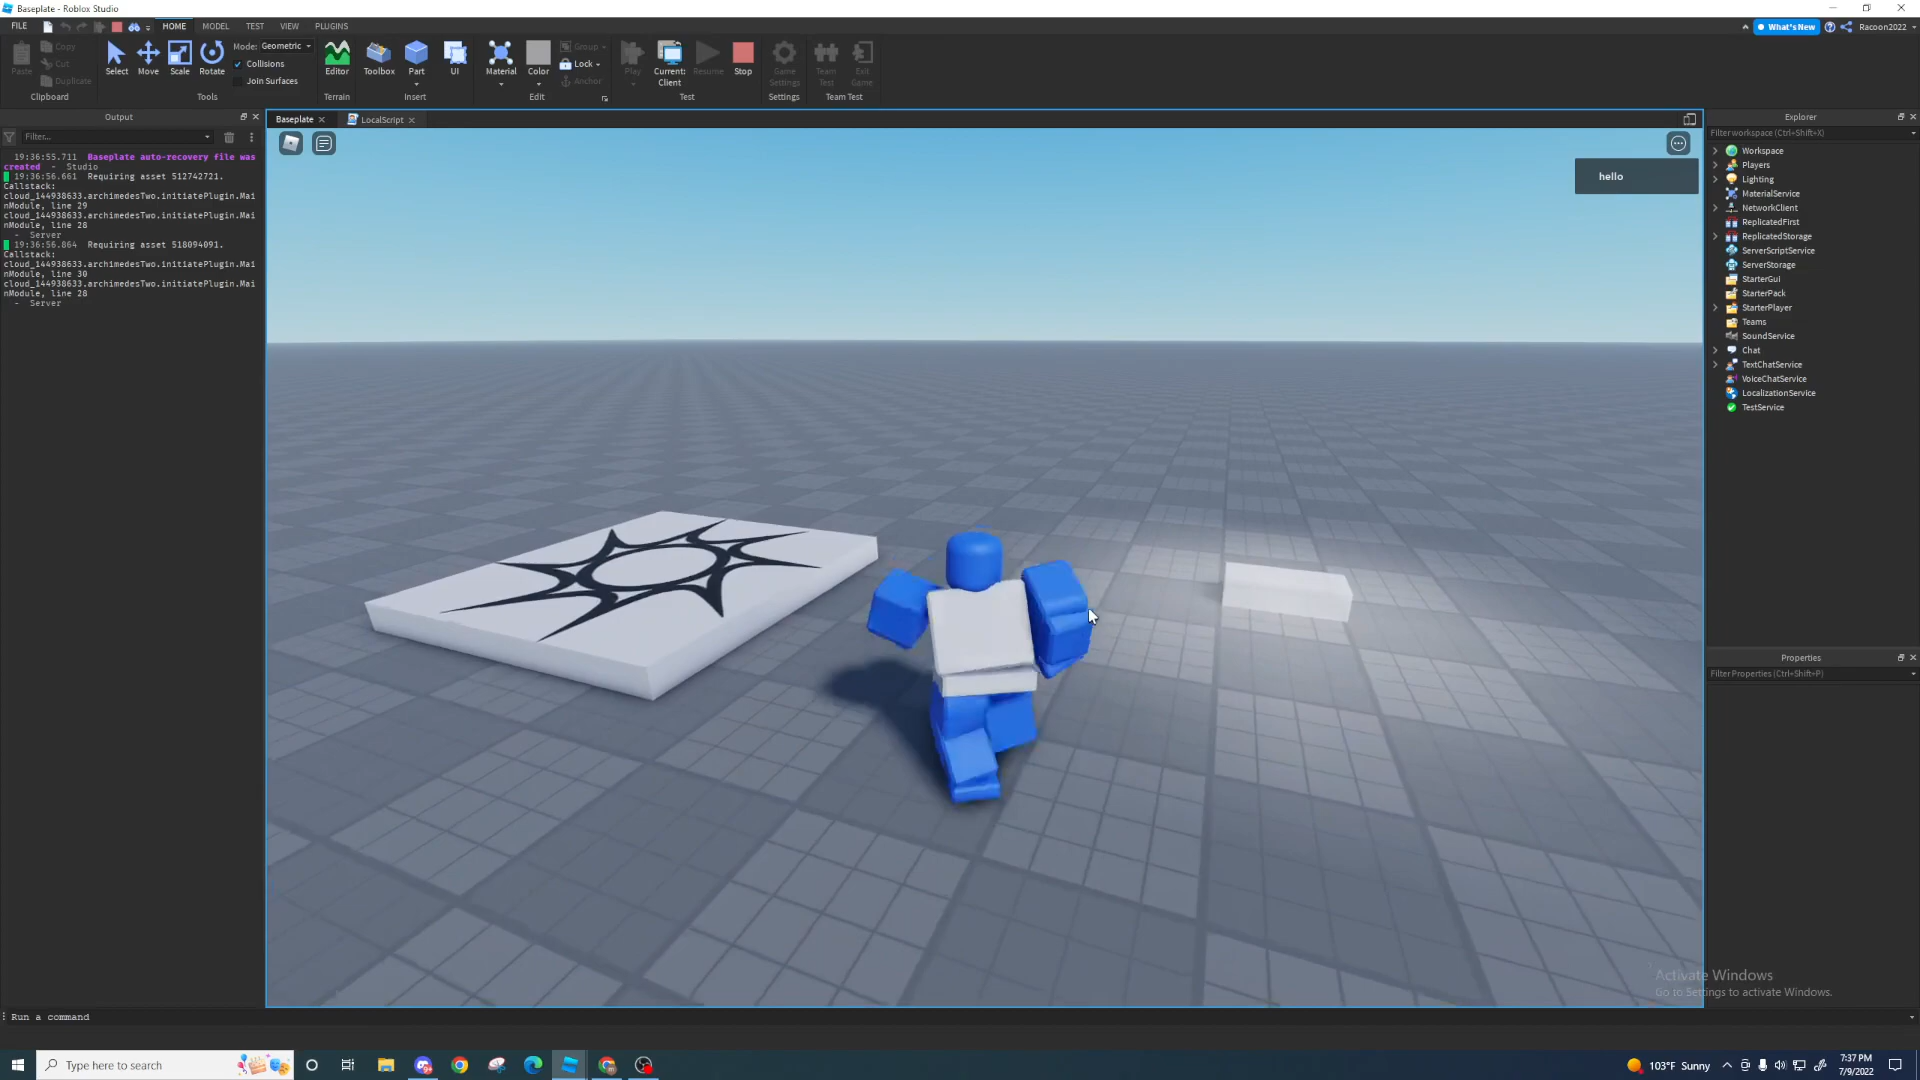 Baseplate - Roblox Studio
FILE HOME MODEL TEST VIEW PLUGINS
What's New Racoon2022
Paste Copy Cut Duplicate
Select Move Scale Rotate
Mode: Geometric
Collisions
Join Surfaces
Editor Toolbox Part UI Material Color
Group
Lock
Anchor
Play Current: Client Resume Stop Game Settings Team Test Exit Game
Clipboard Tools Terrain Insert Edit Test Settings Team Test
Output
Filter...
19:36:55.711 Baseplate auto-recovery file was
created - Studio
19:36:56.661 Requiring asset 512742721.
Callstack:
cloud_144938633.archimedesTwo.initiatePlugin.Mai
nModule, line 29
cloud_144938633.archimedesTwo.initiatePlugin.Mai
nModule, line 28
- Server
19:36:56.864 Requiring asset 518094091.
Callstack:
cloud_144938633.archimedesTwo.initiatePlugin.Mai
nModule, line 30
cloud_144938633.archimedesTwo.initiatePlugin.Mai
nModule, line 28
- Server
Baseplate LocalScript
hello
Explorer
Filter workspace (Ctrl+Shift+X)
Workspace
Players
Lighting
MaterialService
NetworkClient
ReplicatedFirst
ReplicatedStorage
ServerScriptService
ServerStorage
StarterGui
StarterPack
StarterPlayer
Teams
SoundService
Chat
TextChatService
VoiceChatService
LocalizationService
TestService
Properties
Filter Properties (Ctrl+Shift+P)
Activate Windows
Go to Settings to activate Windows.
Run a command
Type here to search
103°F Sunny
7:37 PM
7/9/2022